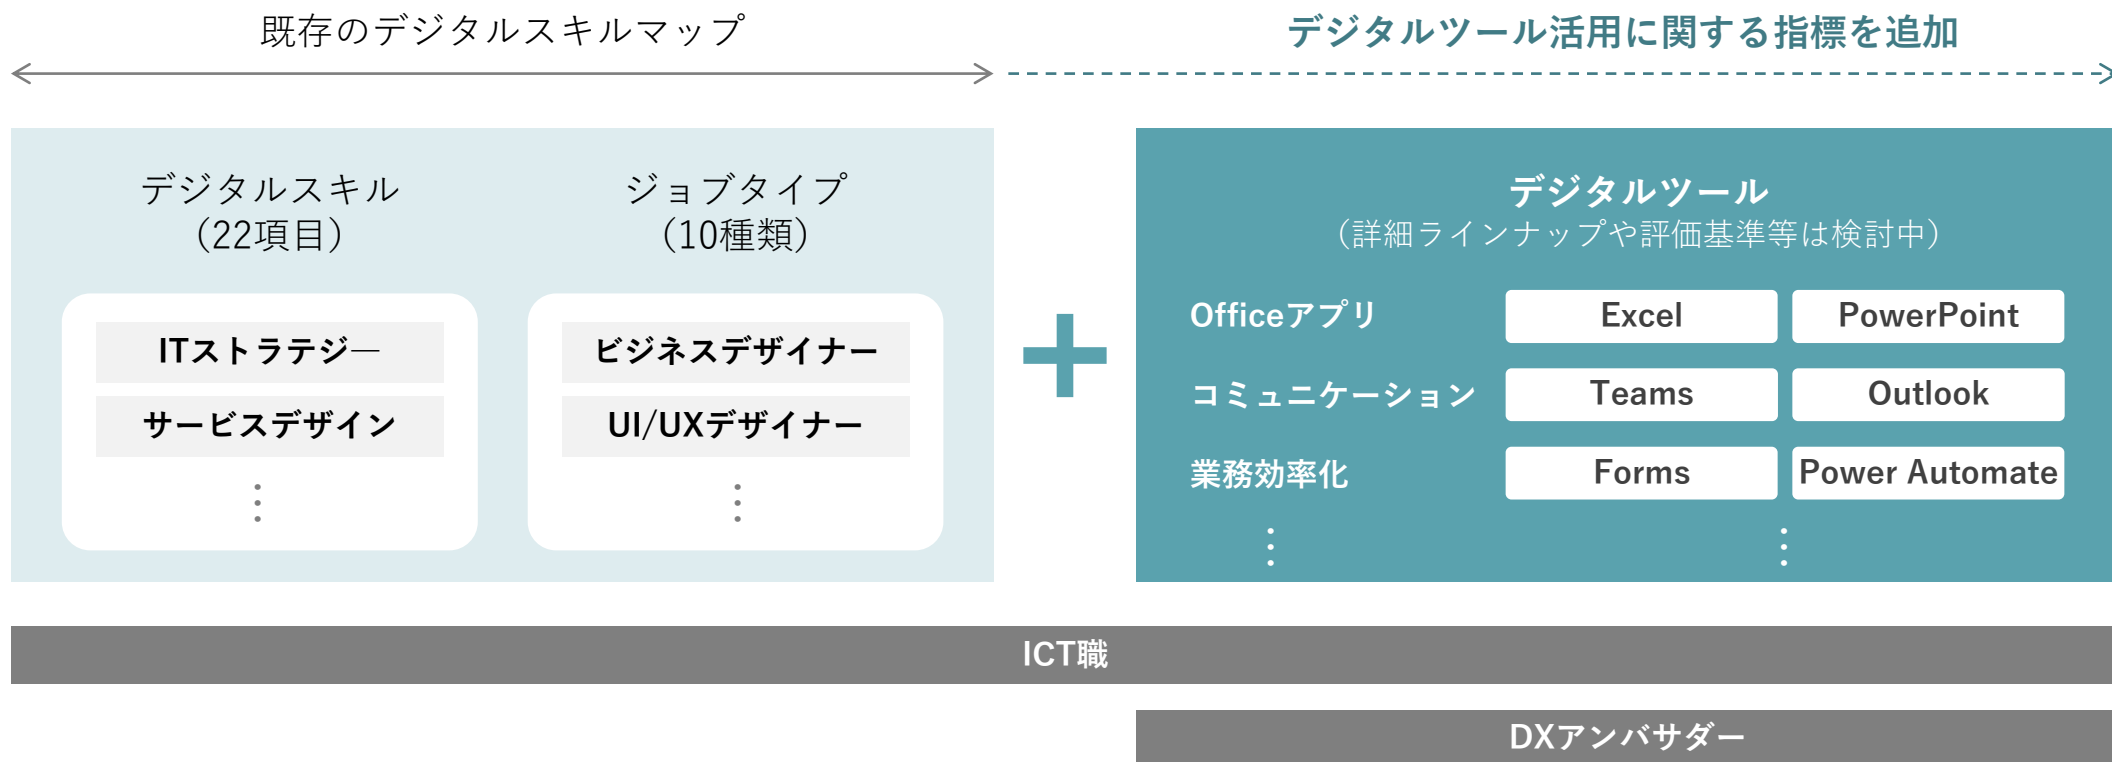 既存のデジタルスキルマップ
デジタルツール活用に関する指標を追加
デジタルスキル
（22項目）
ジョブタイプ
（10種類）
ITストラテジ―
サービスデザイン
⋮
ビジネスデザイナー
UI/UXデザイナー
⋮
+
デジタルツール
（詳細ラインナップや評価基準等は検討中）
Officeアプリ Excel PowerPoint
コミュニケーション Teams Outlook
業務効率化 Forms Power Automate
⋮ ⋮
ICT職
DXアンバサダー